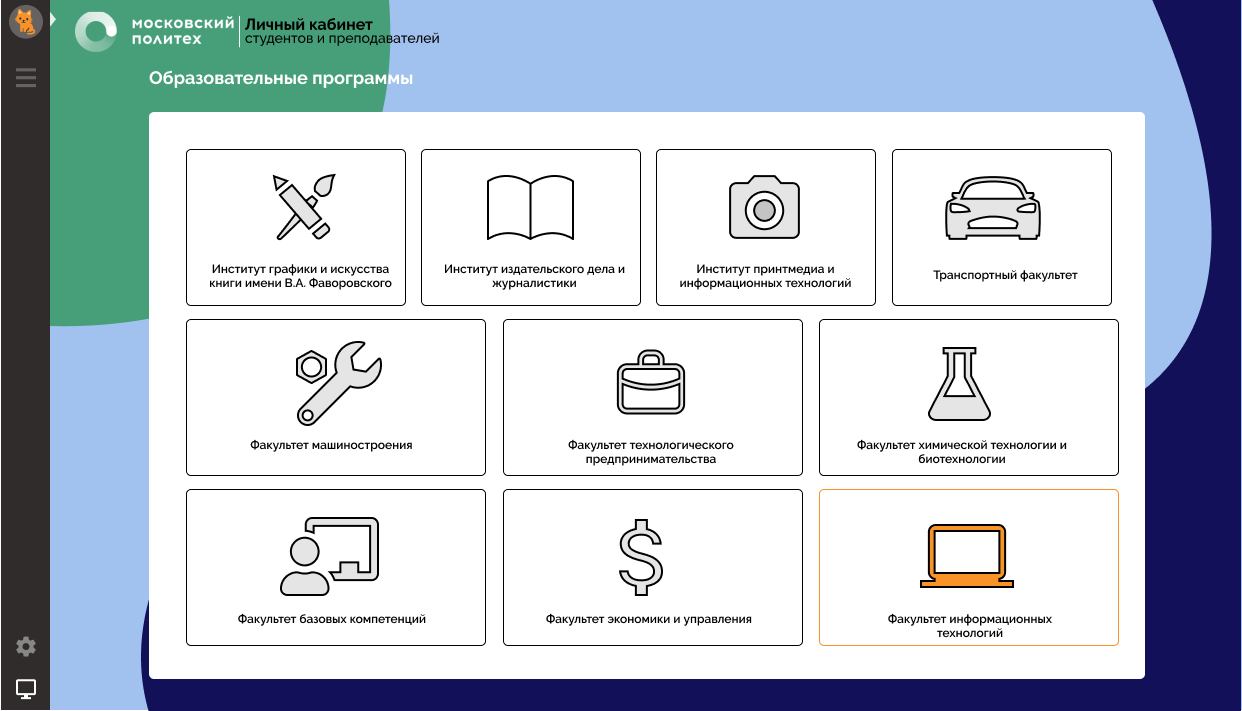 московский
политех
Личный кабинет
студентов и преподавателей
Образовательные программы
Институт графики и искусства
книги имени В.А. Фаворовского
Институт издательского дела и
журналистики
Институт принтмедиа и
информационных технологий
Транспортный факультет
Факультет машиностроения
Факультет технологического
предпринимательства
Факультет химической технологии и
биотехнологии
Факультет базовых компетенций
$
Факультет экономики и управления
Факультет информационных
технологий